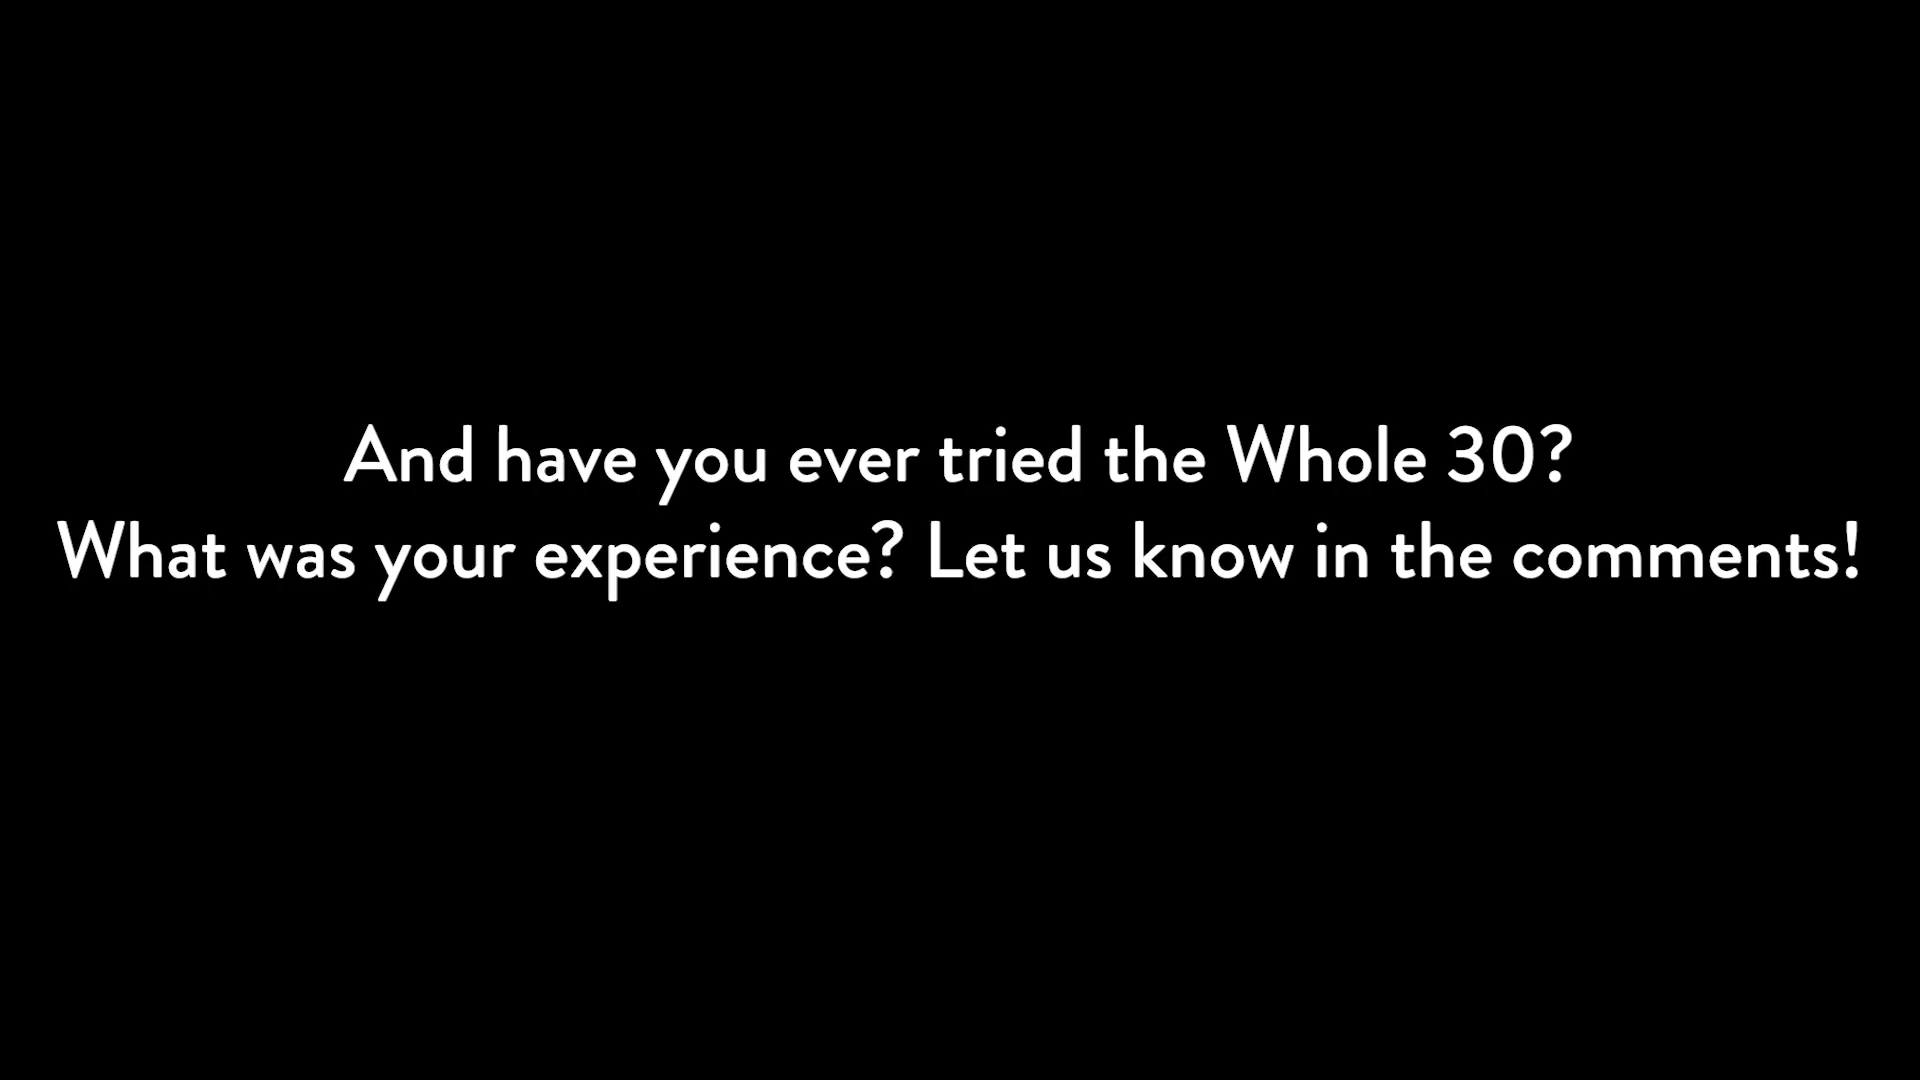 And have you ever tried the Whole 30?
What was your experience? Let us know in the comments!